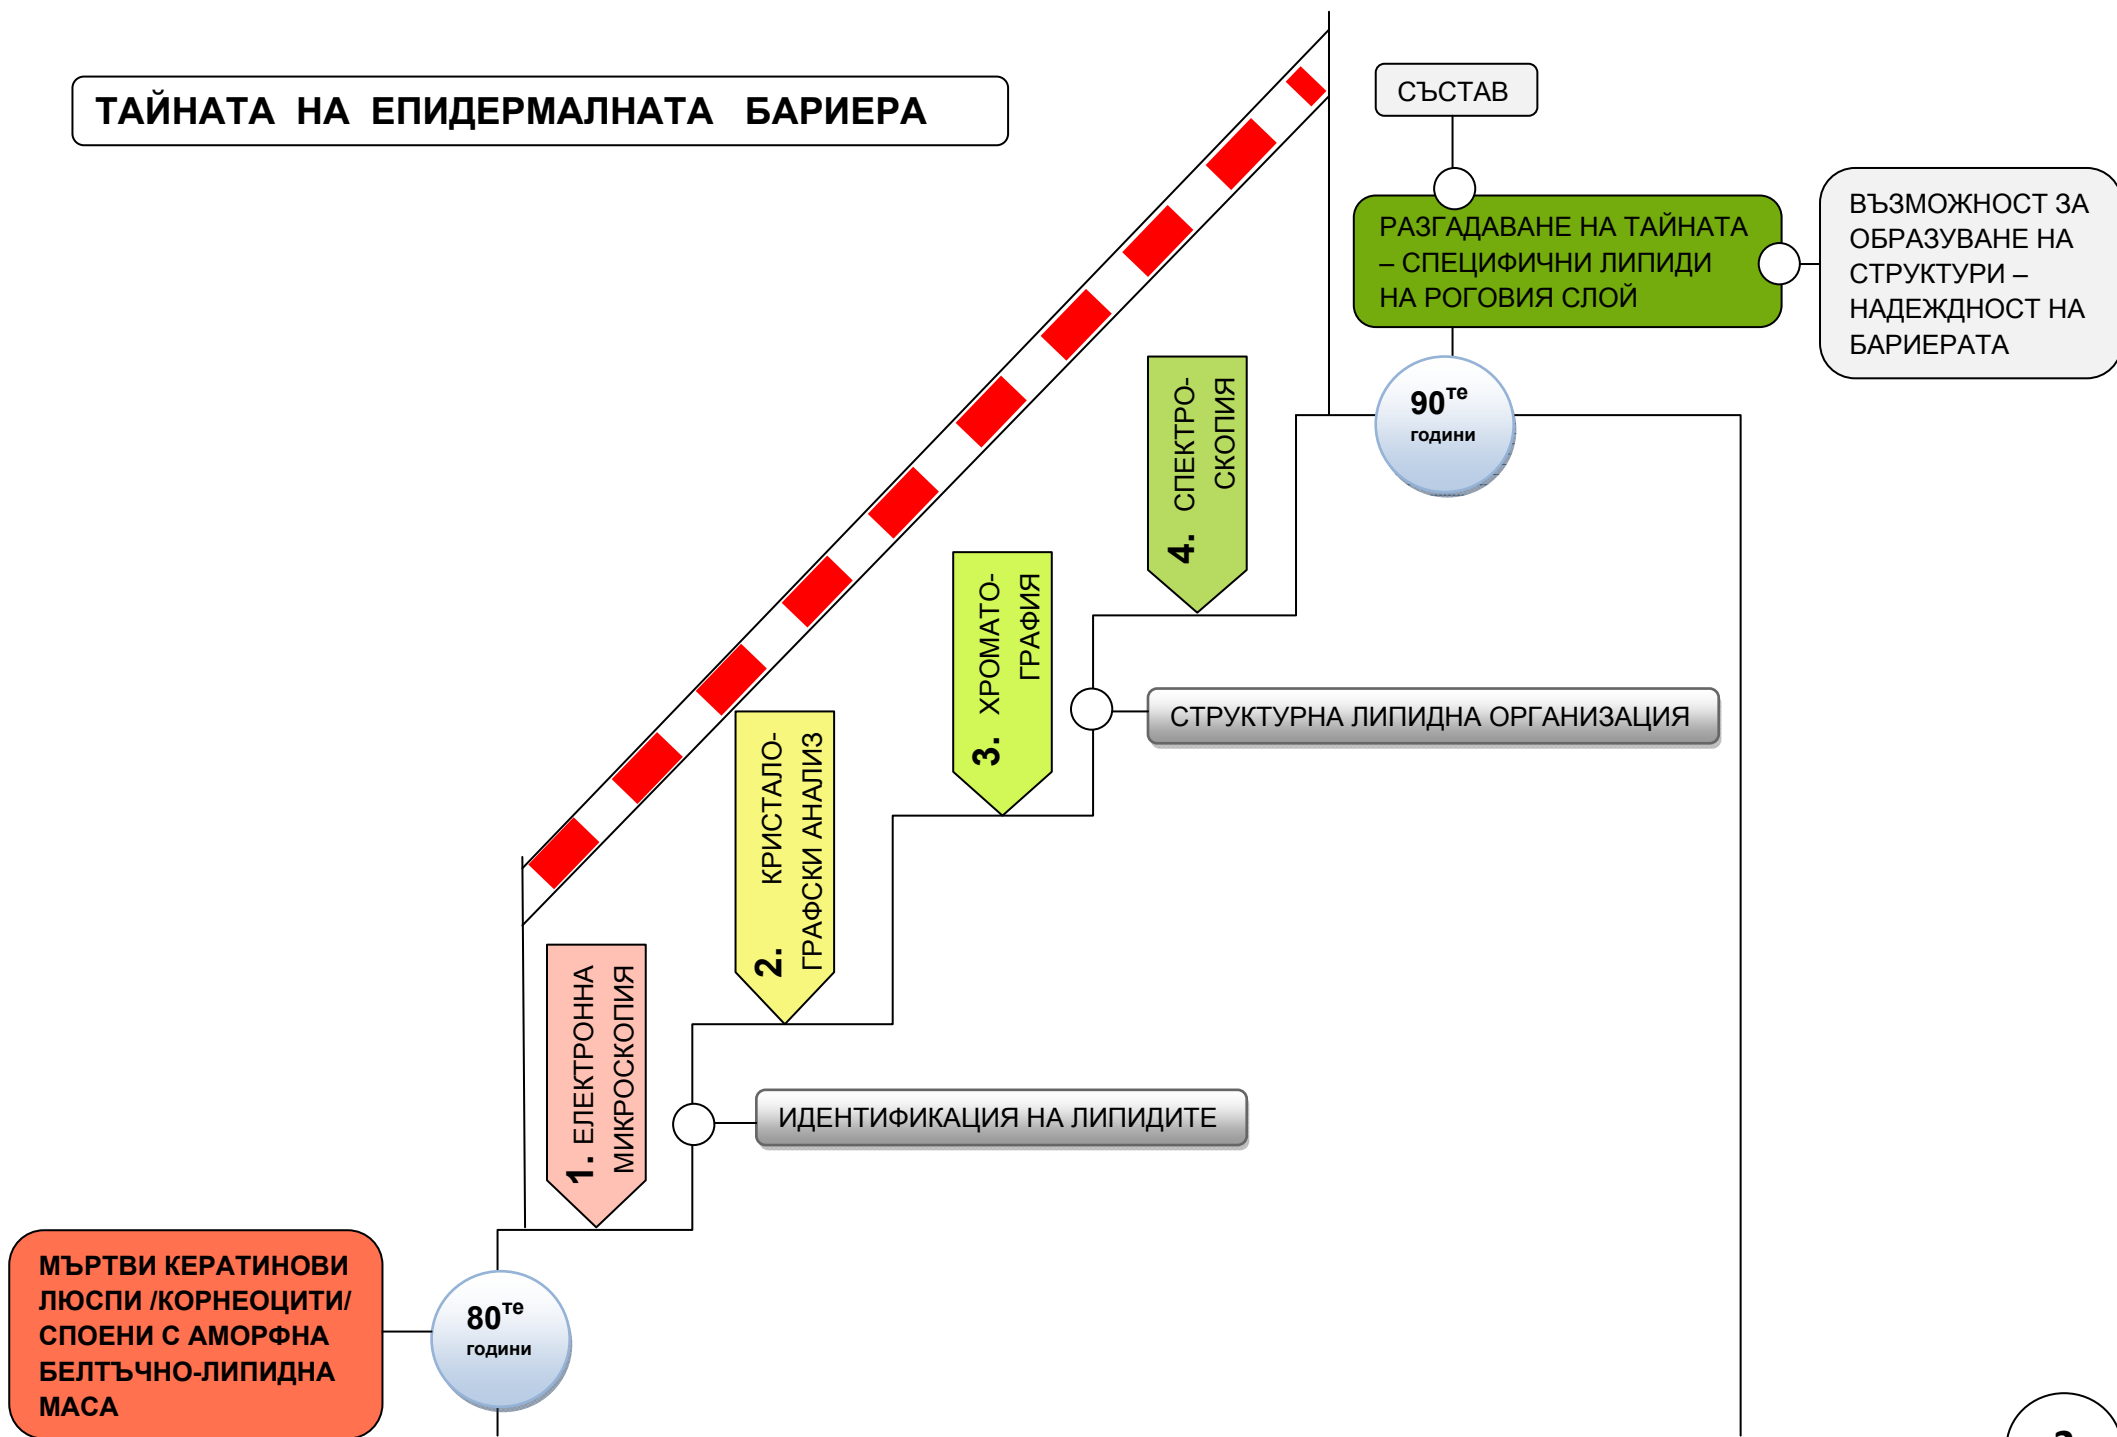 ТАЙНАТА НА ЕПИДЕРМАЛНАТА БАРИЕРА
СЪСТАВ
РАЗГАДАВАНЕ НА ТАЙНАТА
– СПЕЦИФИЧНИ ЛИПИДИ
НА РОГОВИЯ СЛОЙ
ВЪЗМОЖНОСТ ЗА
ОБРАЗУВАНЕ НА
СТРУКТУРИ –
НАДЕЖДНОСТ НА
БАРИЕРАТА
90те
години
4. СПЕКТРО-
СКОПИЯ
3. ХРОМАТО-
ГРАФИЯ
СТРУКТУРНА ЛИПИДНА ОРГАНИЗАЦИЯ
2. КРИСТАЛО-
ГРАФСКИ АНАЛИЗ
1. ЕЛЕКТРОННА
МИКРОСКОПИЯ
ИДЕНТИФИКАЦИЯ НА ЛИПИДИТЕ
МЪРТВИ КЕРАТИНОВИ
ЛЮСПИ /КОРНЕОЦИТИ/
СПОЕНИ С АМОРФНА
БЕЛТЪЧНО-ЛИПИДНА
МАСА
80те
години